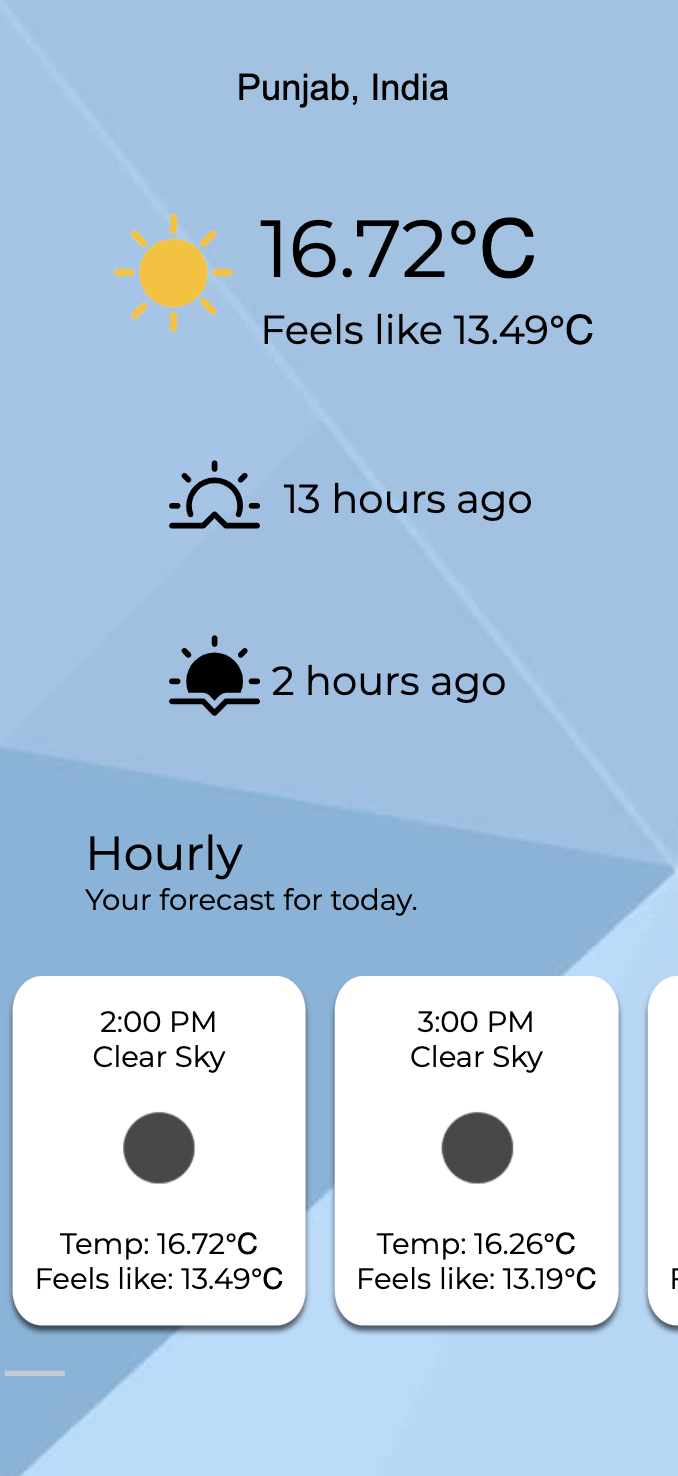 Punjab, India
16.72°C
Feels like 13.49°C
13 hours ago
2 hours ago
Hourly
Your forecast for today.
2:00 PM
Clear Sky
Temp: 16.72°C
Feels like: 13.49°C
3:00 PM
Clear Sky
Temp: 16.26°C
Feels like: 13.19°C